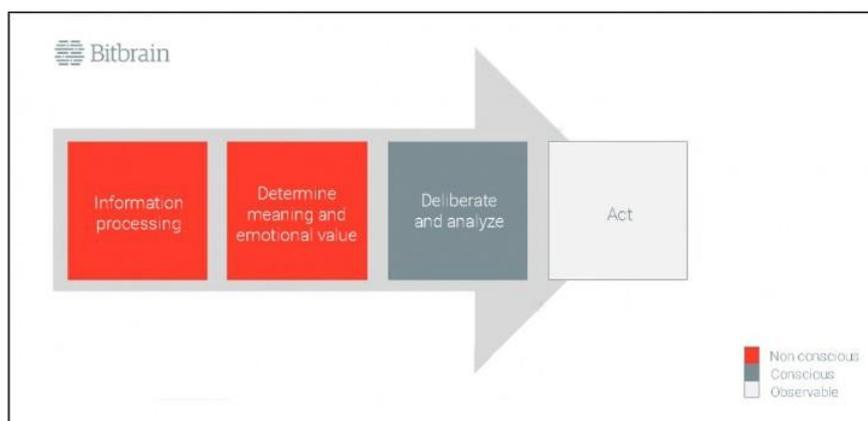 Bitbrain
Information
processing
Determine
meaning and
emotional value
Deliberate
and analyze
Act
Non conscious
Conscious
Observable